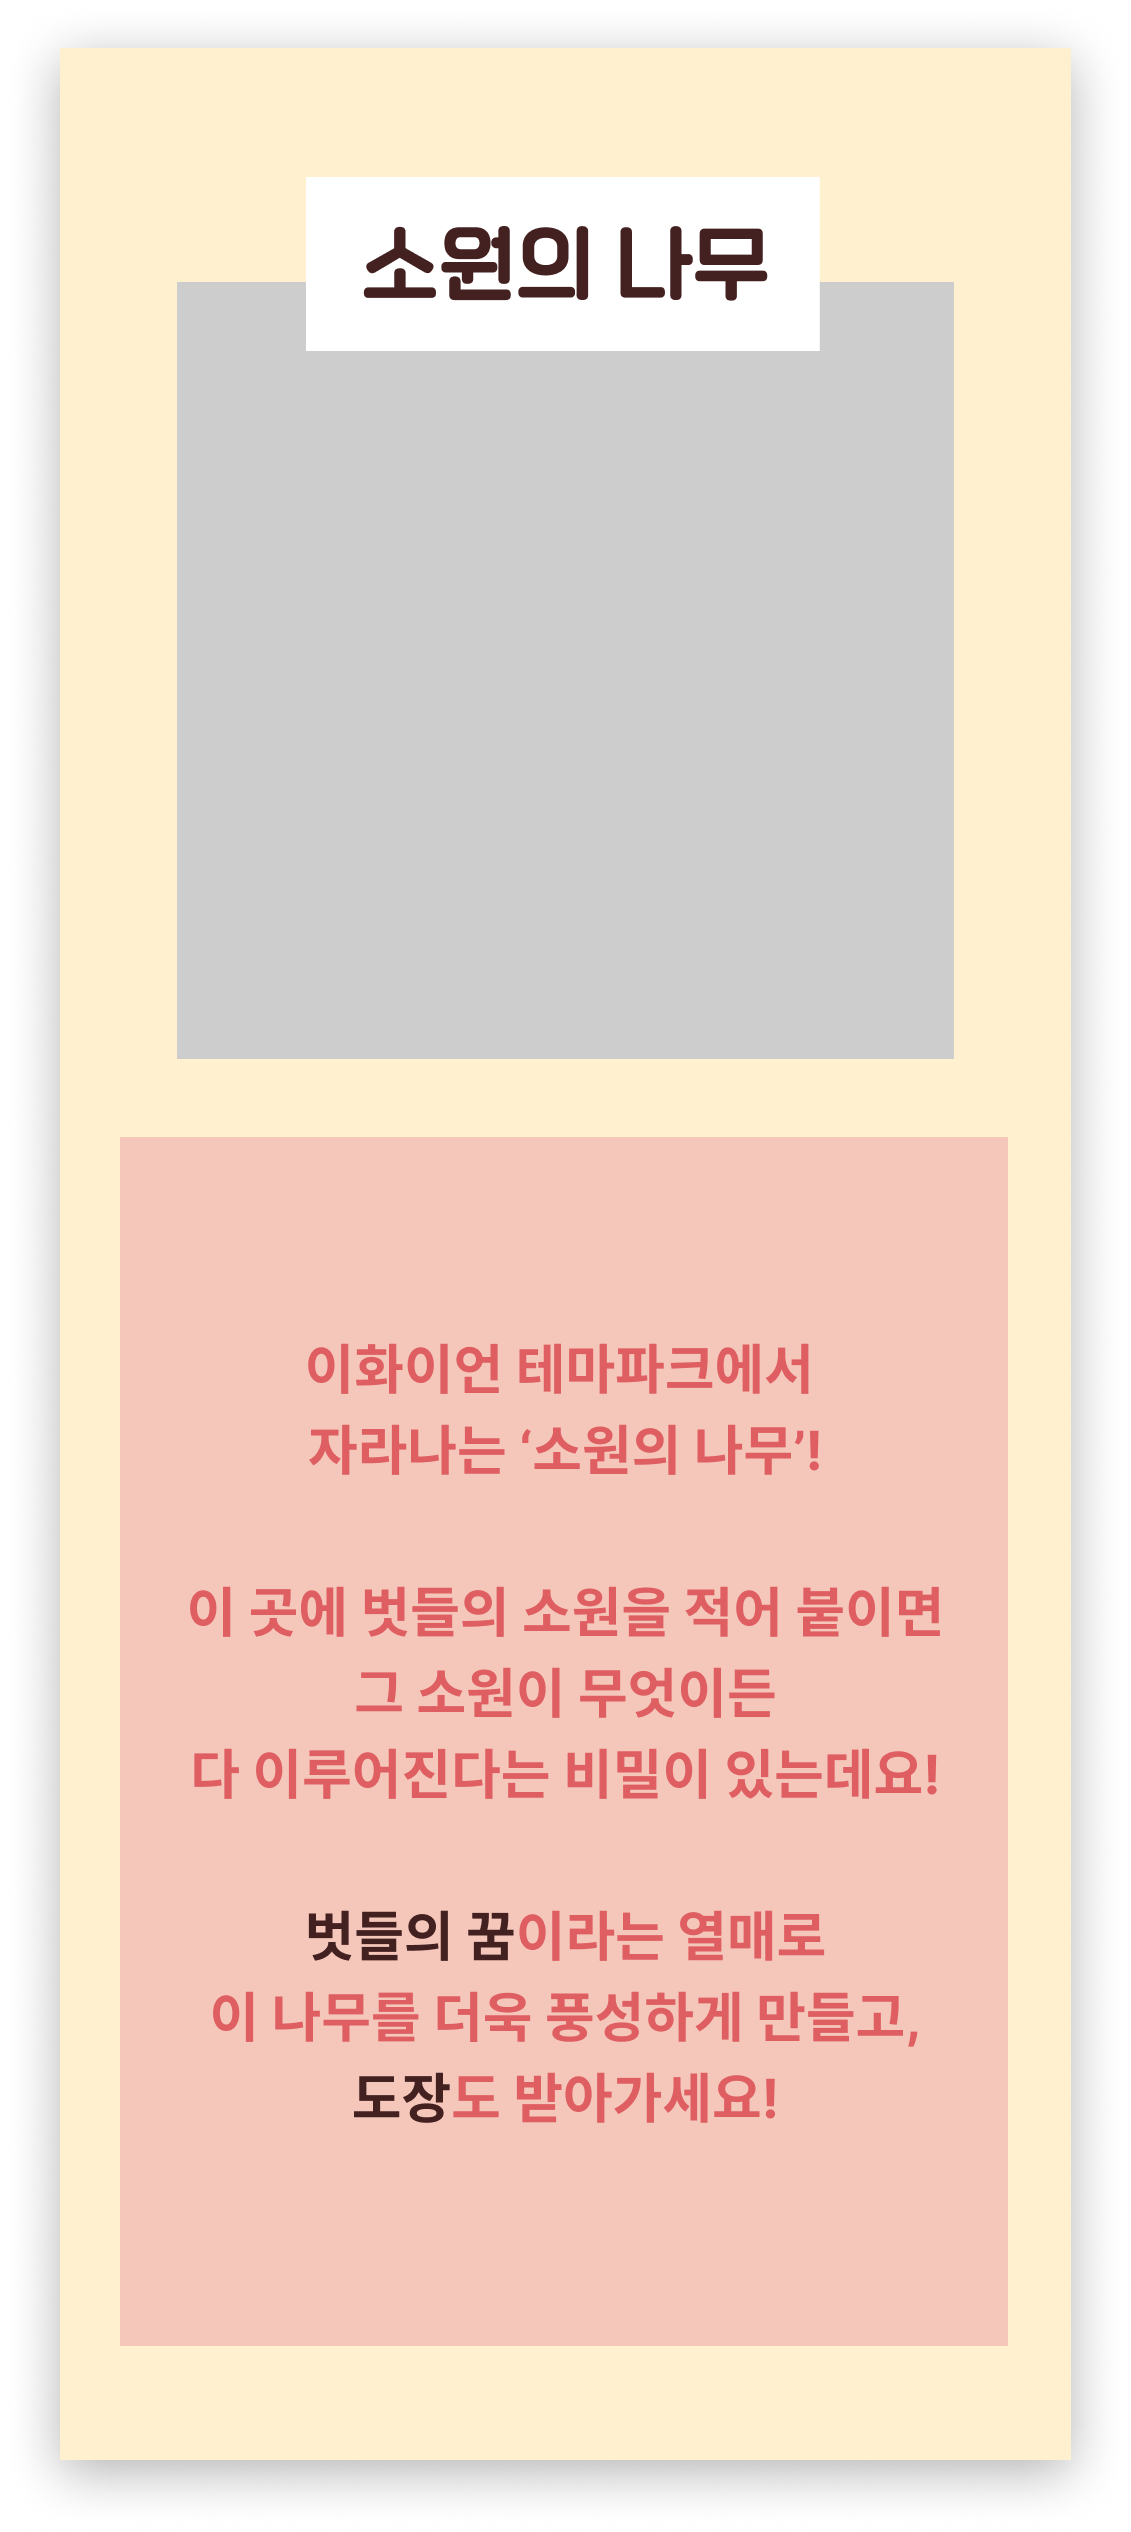 소원의 나무
이화이언 테마파크에서
자라나는 ‘소원의 나무’!
이 곳에 벗들의 소원을 적어 붙이면
그 소원이 무엇이든
다 이루어진다는 비밀이 있는데요!
벗들의 꿈이라는 열매로
이 나무를 더욱 풍성하게 만들고,
도장도 받아가세요!